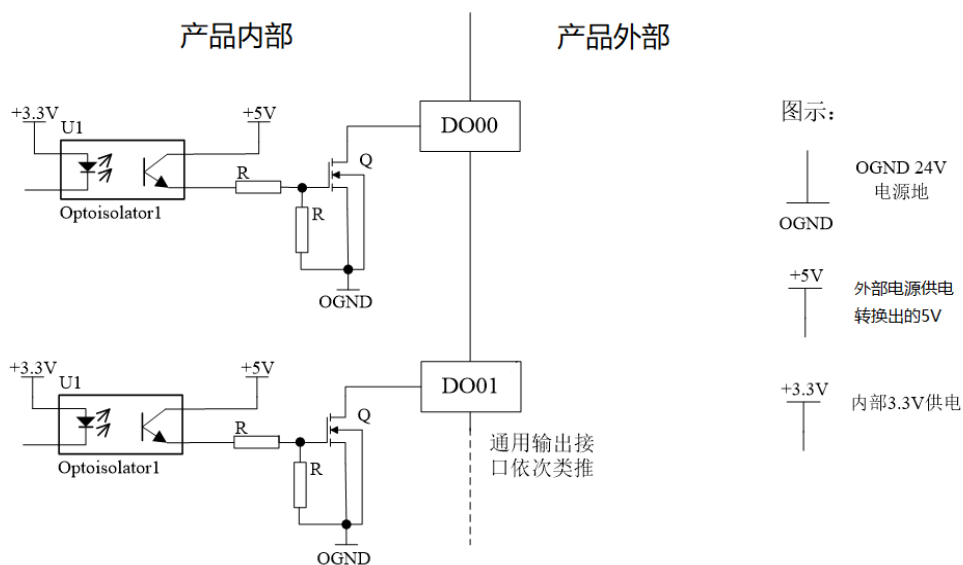 产品内部
产品外部
+3.3V
U1
+5V
DO00
R
Q
R
Optoisolator1
OGND
+3.3V
U1
+5V
DO01
R
Q
R
Optoisolator1
OGND
通用输出接
口依次类推
图示：
OGND 24V
电源地
OGND
+5V
外部电源供电
转换出的5V
+3.3V
内部3.3V供电